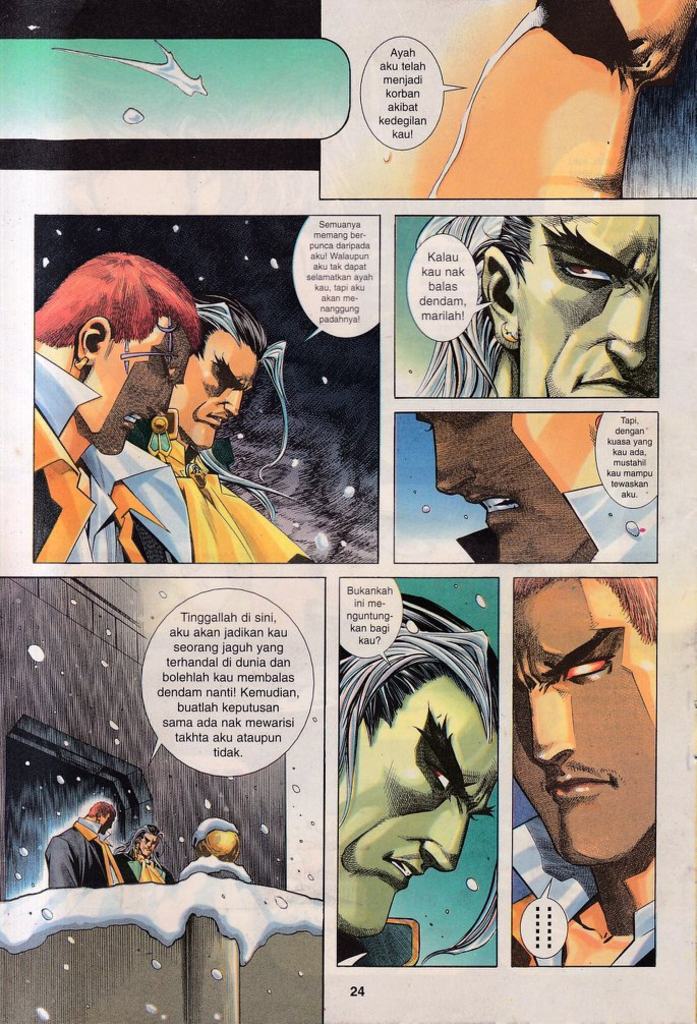 Ayah
aku telah
menjadi
korban
akibat
kedegilan
kau!
Semuanya
memang ber-
punca daripada
aku! Walaupun
aku tak dapat
selamatkan ayah
kau, tapi aku
akan me-
nanggung
padahnya!
Kalau
kau nak
balas
dendam,
marilah!
Tapi,
dengan
kuasa yang
kau ada,
mustahil
kau mampu
tewaskan
aku.
Tinggallah di sini,
aku akan jadikan kau
seorang jaguh yang
terhandal di dunia dan
bolehlah kau membalas
dendam nanti! Kemudian,
buatlah keputusan
sama ada nak mewarisi
takhta aku ataupun
tidak.
Bukankah
ini me-
nguntung-
kan bagi
kau?
24